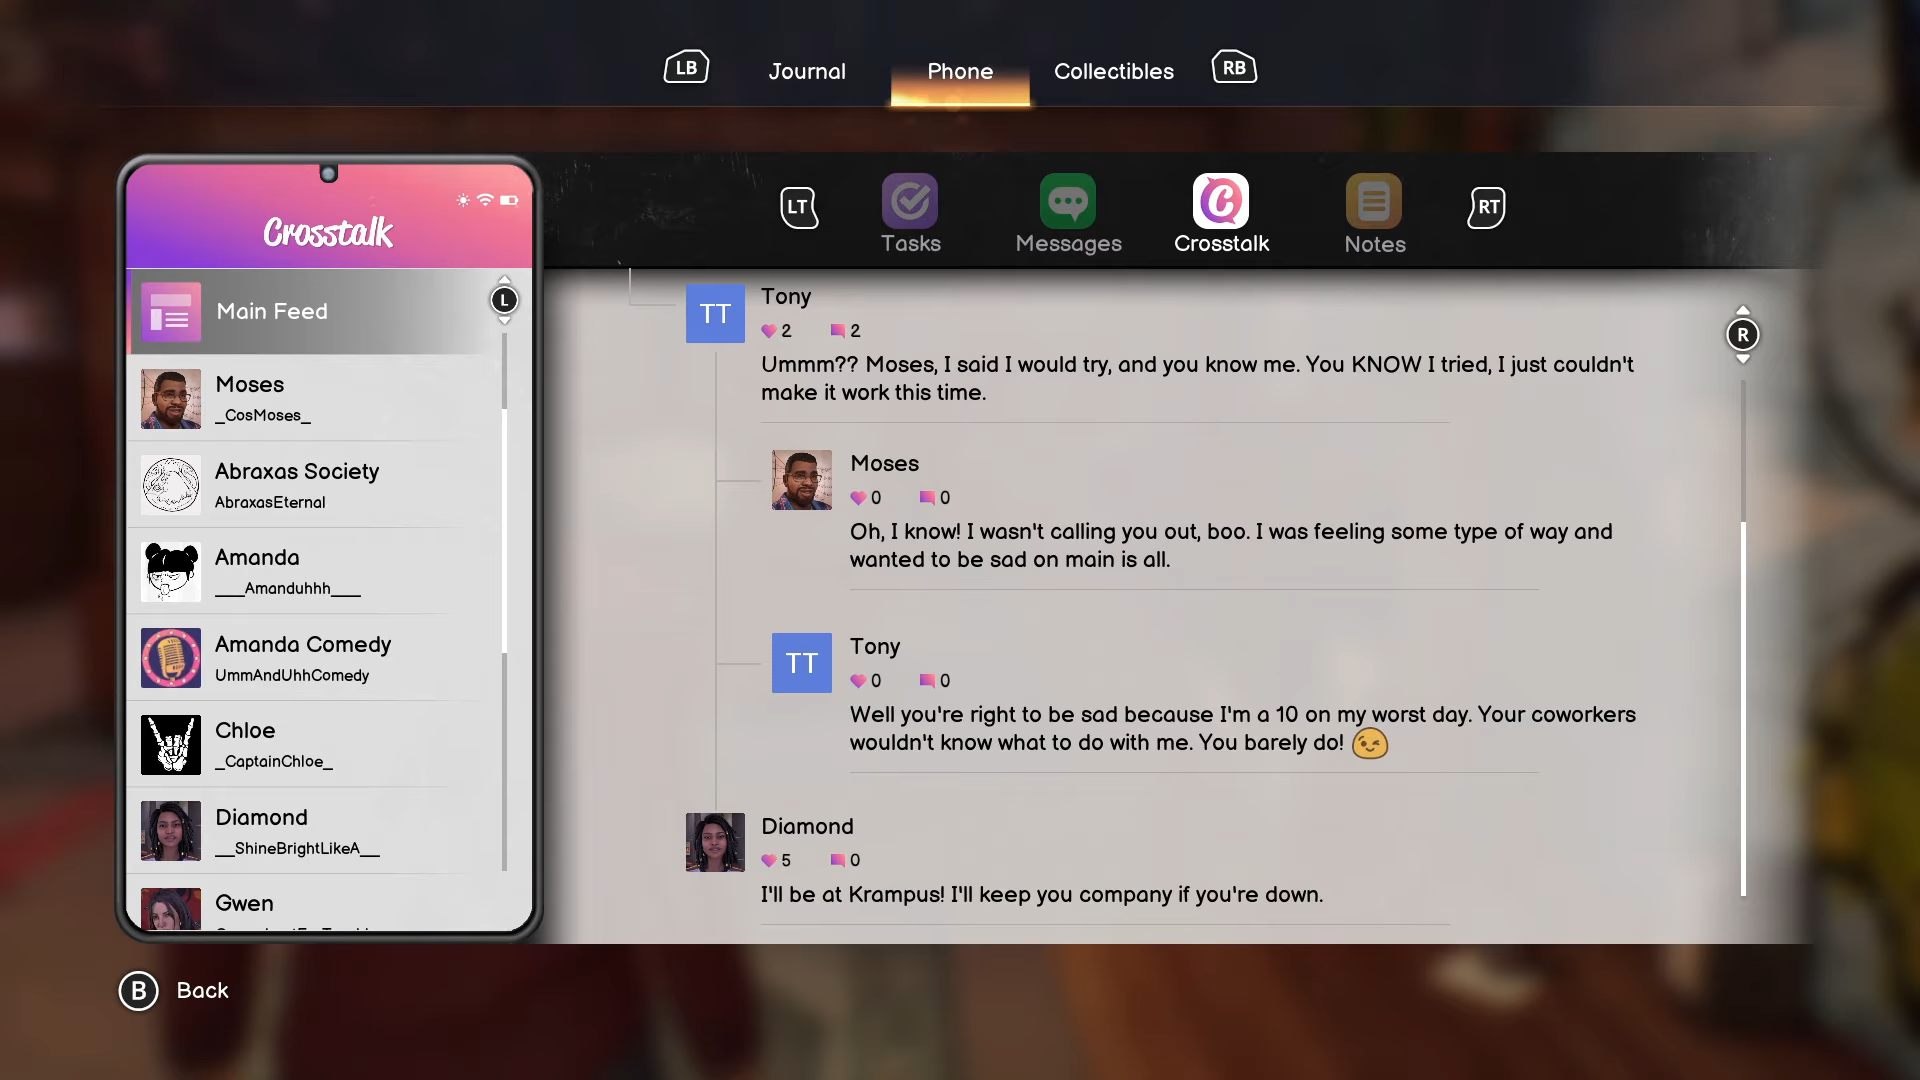 LB
Journal
Phone
Collectibles
RB
Crosstalk
LT
Tasks
Messages
Crosstalk
Notes
RT
Main Feed
L
Moses
_CosMoses_
Abraxas Society
AbraxasEternal
Amanda
___Amanduhhh___
Amanda Comedy
UmmAndUhhComedy
Chloe
_CaptainChloe_
Diamond
__ShineBrightLikeA__
Gwen
TT
Tony
2 2
Ummm?? Moses, I said I would try, and you know me. You KNOW I tried, I just couldn't
make it work this time.
Moses
0 0
Oh, I know! I wasn't calling you out, boo. I was feeling some type of way and
wanted to be sad on main is all.
TT
Tony
0 0
Well you're right to be sad because I'm a 10 on my worst day. Your coworkers
wouldn't know what to do with me. You barely do! 😉
Diamond
5 0
I'll be at Krampus! I'll keep you company if you're down.
R
B
Back